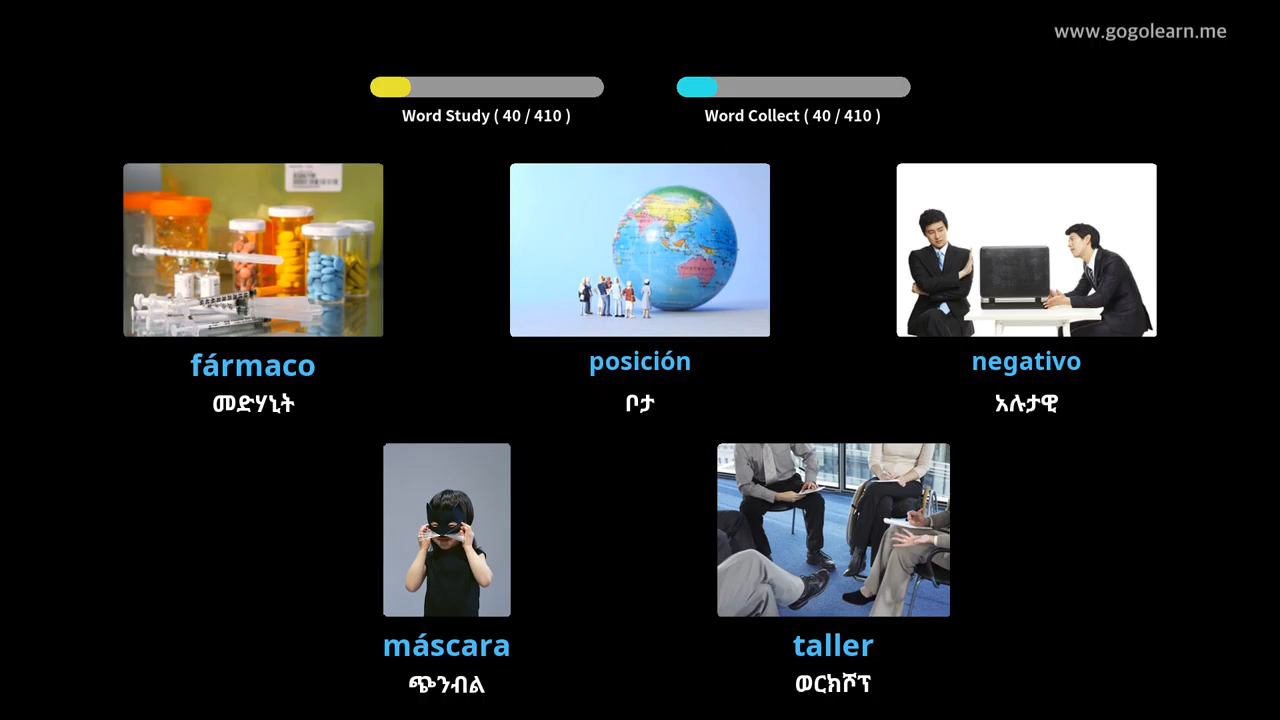 www.gogolearn.me
Word Study ( 40 / 410 )
Word Collect ( 40 / 410 )
fármaco
መድሃኒት
posición
ቦታ
negativo
አሉታዊ
máscara
ጭንብል
taller
ወርክሾፕ